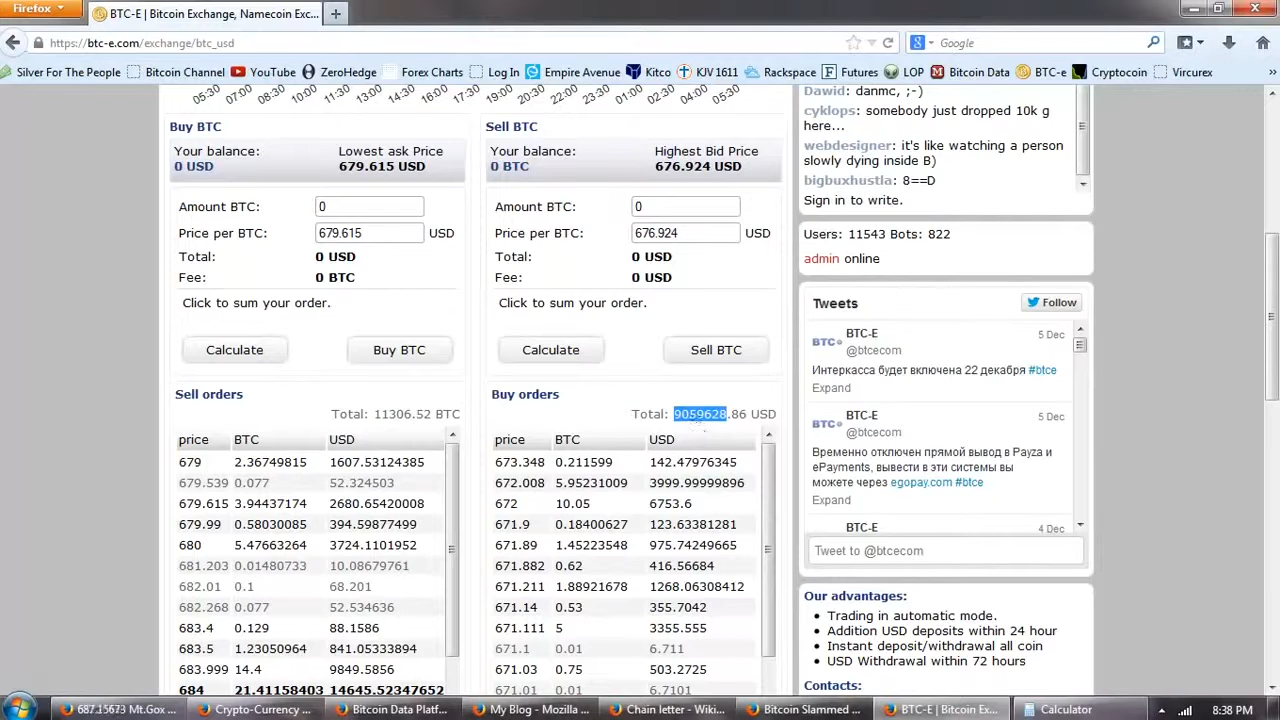 Firefox
BTC-E | Bitcoin Exchange, Namecoin Exc...
https://btc-e.com/exchange/btc_usd
Google
Silver For The People
Bitcoin Channel
YouTube
ZeroHedge
Forex Charts
Log In
Empire Avenue
Kitco
KJV 1611
Rackspace
Futures
LOP
Bitcoin Data
BTC-e
Cryptocoin
Vircurex
»
05:30 07:00 08:30 10:00 11:30 13:00 14:30 16:00 17:30 19:00 20:30 22:00 23:30 01:00 02:30 04:00 05:30
Buy BTC
Your balance: Lowest ask Price
0 USD 679.615 USD
Amount BTC: 0
Price per BTC: 679.615 USD
Total: 0 USD
Fee: 0 BTC
Click to sum your order.
Calculate Buy BTC
Sell BTC
Your balance: Highest Bid Price
0 BTC 676.924 USD
Amount BTC: 0
Price per BTC: 676.924 USD
Total: 0 USD
Fee: 0 USD
Click to sum your order.
Calculate Sell BTC
Sell orders
Total: 11306.52 BTC
price BTC USD
679 2.36749815 1607.53124385
679.539 0.077 52.324503
679.615 3.94437174 2680.65420008
679.99 0.58030085 394.59877499
680 5.47663264 3724.1101952
681.203 0.01480733 10.08679761
682.01 0.1 68.201
682.268 0.077 52.534636
683.4 0.129 88.1586
683.5 1.23050964 841.05333894
683.999 14.4 9849.5856
684 21.41158403 14645.52347652
Buy orders
Total: 9059628.86 USD
price BTC USD
673.348 0.211599 142.47976345
672.008 5.95231009 3999.99999896
672 10.05 6753.6
671.9 0.18400627 123.63381281
671.89 1.45223548 975.74249665
671.882 0.62 416.56684
671.211 1.88921678 1268.06308412
671.14 0.53 355.7042
671.111 5 3355.555
671.1 0.01 6.711
671.03 0.75 503.2725
671.01 0.01 6.7101
Dawid: danmc, ;-)
cyklops: somebody just dropped 10k g
here...
webdesigner: it's like watching a person
slowly dying inside B)
bigbuxhustla: 8==D
Sign in to write.
Users: 11543 Bots: 822
admin online
Tweets
Follow
BTC-E 5 Dec
@btcecom
Интеркасса будет включена 22 декабря #btce
Expand
BTC-E 5 Dec
@btcecom
Временно отключен прямой вывод в Payza и
ePayments, вывести в эти системы вы
можете через egopay.com #btce
Expand
BTC-E 4 Dec
Tweet to @btcecom
Our advantages:
Trading in automatic mode.
Addition USD deposits within 24 hour
Instant deposit/withdrawal all coin
USD Withdrawal within 72 hours
Contacts:
687.15673 Mt.Gox ...
Crypto-Currency ...
Bitcoin Data Platf...
My Blog - Mozilla ...
Chain letter - Wiki...
Bitcoin Slammed ...
BTC-E | Bitcoin Ex...
Calculator
8:38 PM